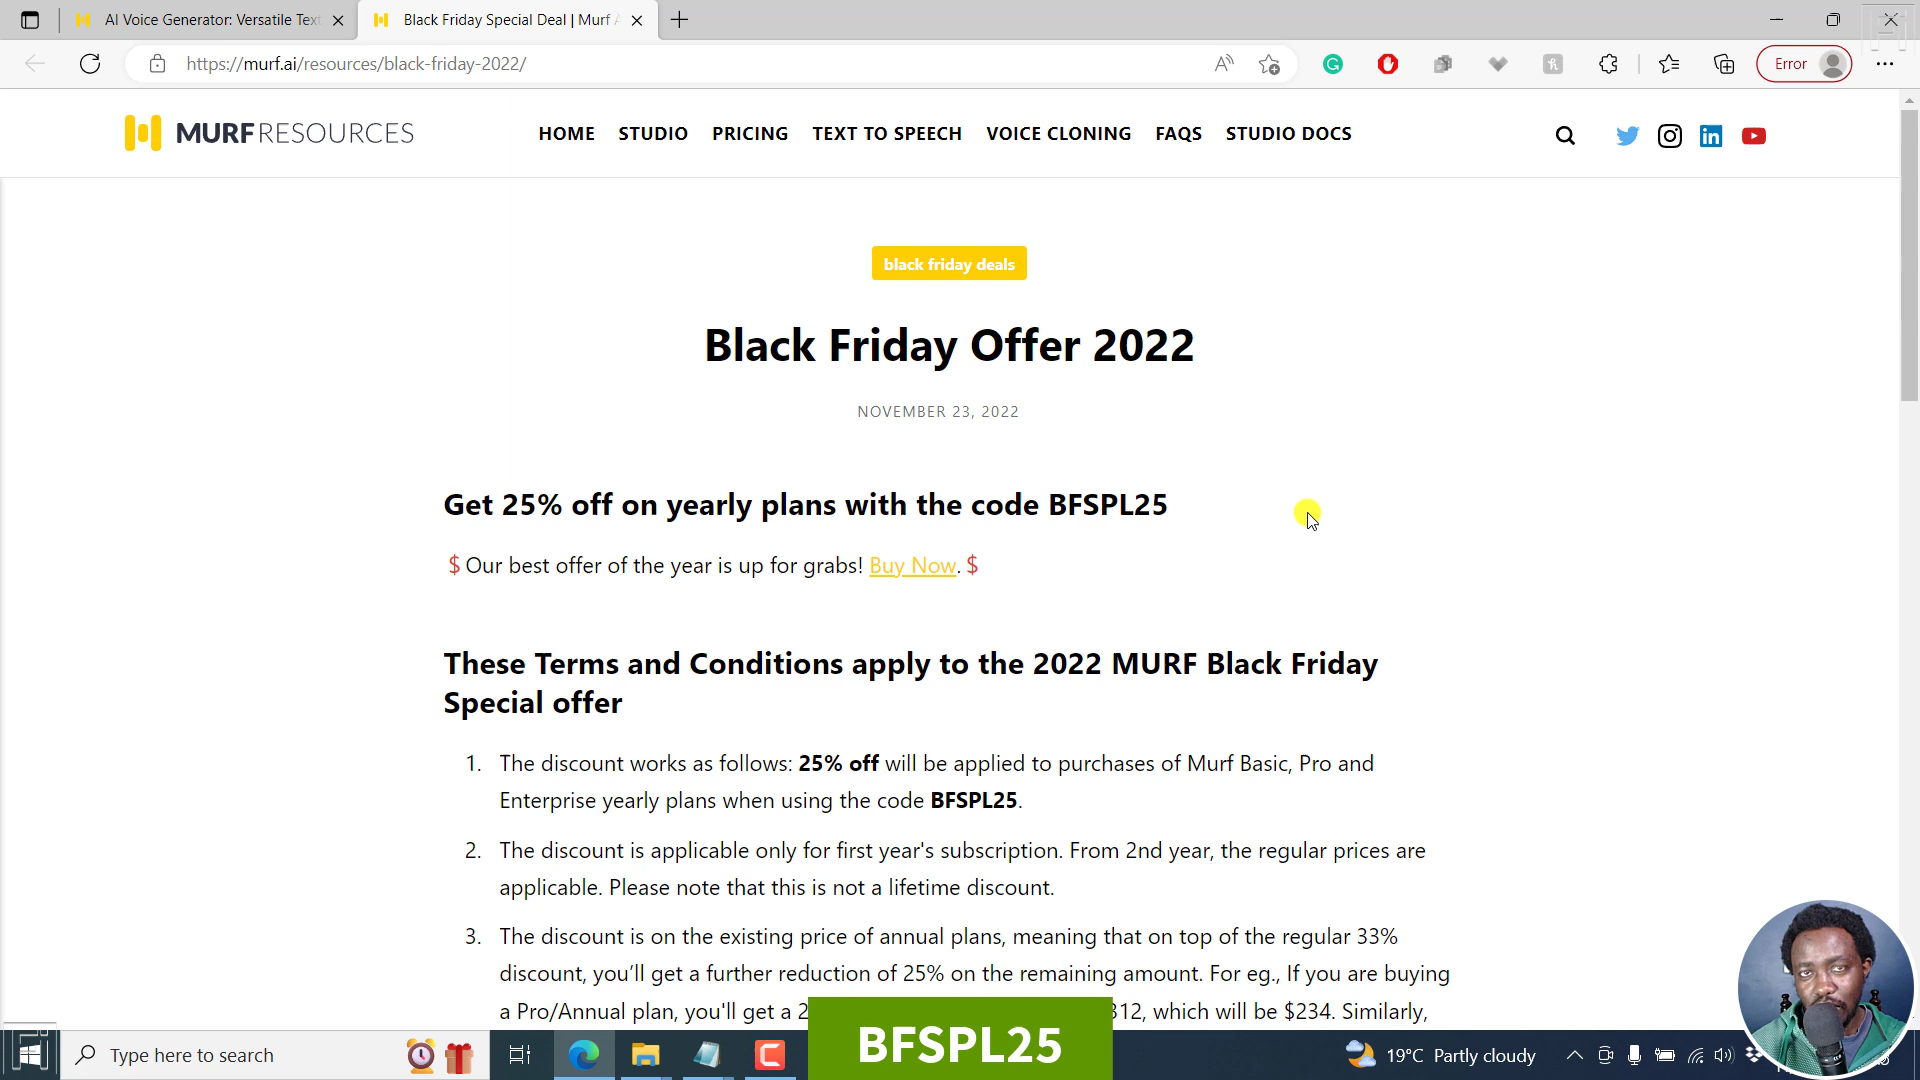 AI Voice Generator: Versatile Text
Black Friday Special Deal | Murf A
https://murf.ai/resources/black-friday-2022/
Error
MURFRESOURCES
HOME STUDIO PRICING TEXT TO SPEECH VOICE CLONING FAQS STUDIO DOCS
black friday deals
Black Friday Offer 2022
NOVEMBER 23, 2022
Get 25% off on yearly plans with the code BFSPL25
$ Our best offer of the year is up for grabs! Buy Now. $
These Terms and Conditions apply to the 2022 MURF Black Friday
Special offer
1. The discount works as follows: 25% off will be applied to purchases of Murf Basic, Pro and
Enterprise yearly plans when using the code BFSPL25.
2. The discount is applicable only for first year's subscription. From 2nd year, the regular prices are
applicable. Please note that this is not a lifetime discount.
3. The discount is on the existing price of annual plans, meaning that on top of the regular 33%
discount, you'll get a further reduction of 25% on the remaining amount. For eg., If you are buying
a Pro/Annual plan, you'll get a 2 312, which will be $234. Similarly,
BFSPL25
Type here to search
19°C Partly cloudy